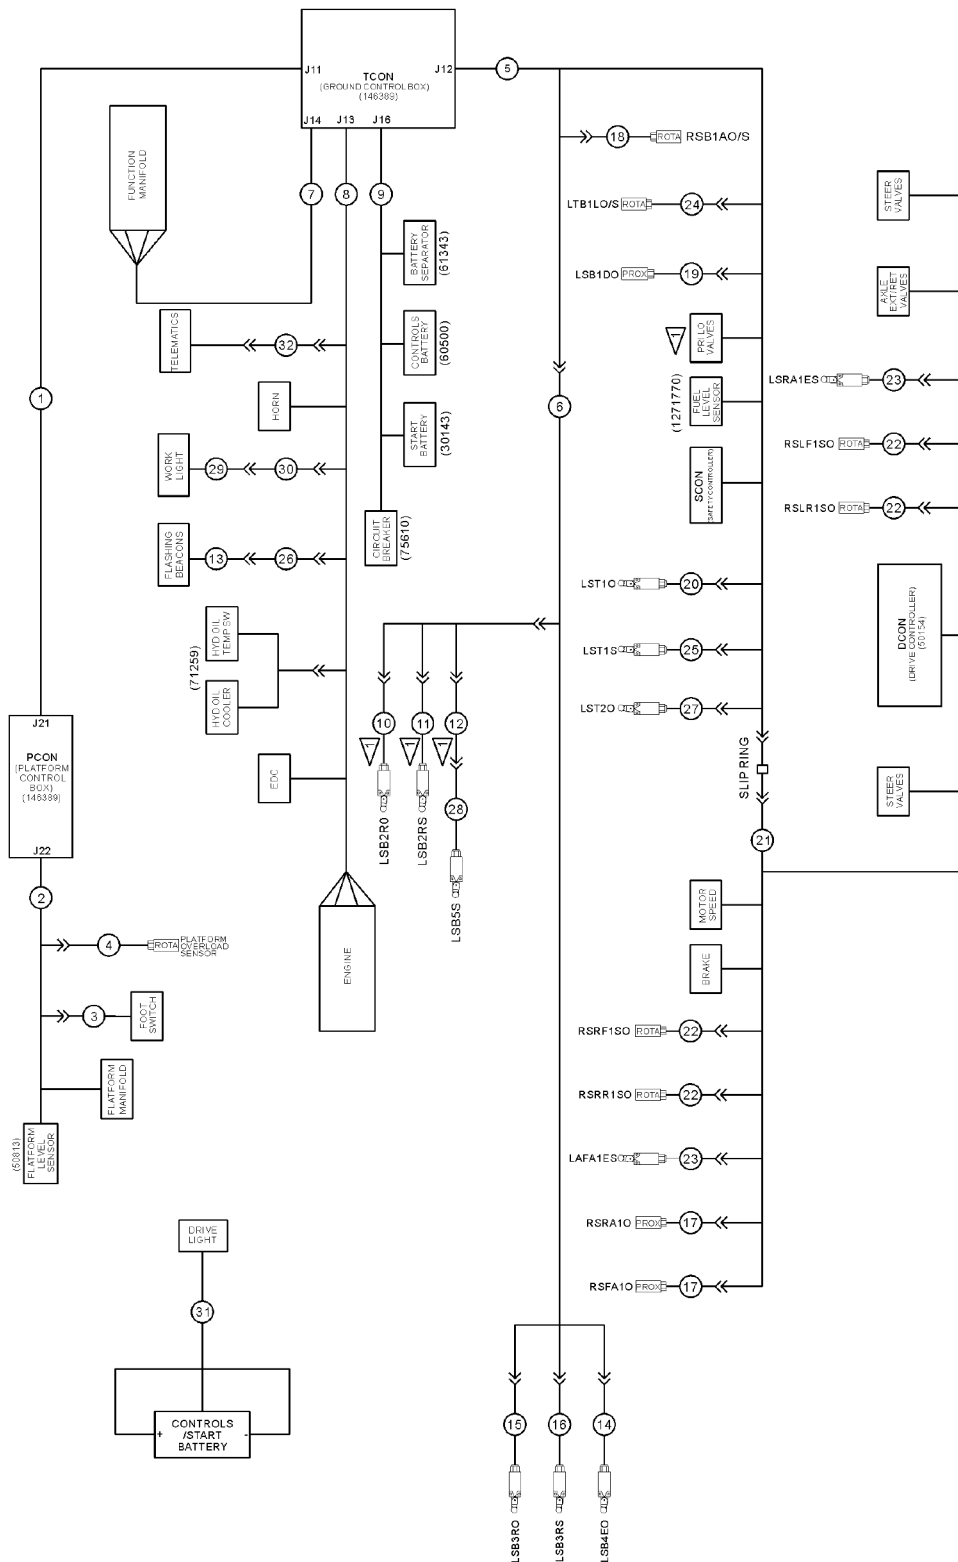 J11
TCON
(GROUND CONTROL BOX)
(146389)
J12
J14
J13
J16
5
18
ROTA
RSB1AO/S
FUNCTION
MANIFOLD
7
8
9
LTB1LO/S
ROTA
24
STEER
VALVES
BATTERY
SEPARATOR
(61343)
LSB1DO
PROX
19
AXLE
EXT/RET
VALVES
TELEMATICS
32
CONTROLS
BATTERY
(60500)
1
PRILLO
VALVES
1
HORN
6
FUEL
LEVEL
SENSOR
(1271770)
LSRA1ES
23
START
BATTERY
(30143)
RSLF1SO
ROTA
22
WORK
LIGHT
29
30
SCON
(SAFETY CONTROLLER)
RSLR1SO
ROTA
22
CIRCUIT
BREAKER
(75610)
FLASHING
BEACONS
13
26
LST1O
20
DCON
(DRIVE CONTROLLER)
(50154)
HYD OIL
TEMP SW
(71259)
HYD OIL
COOLER
LST1S
25
LST2O
27
J21
PCON
(PLATFORM
CONTROL
BOX)
(146389)
J22
10
11
12
1
1
1
EDC
SLIP RING
STEER
VALVES
LSB2R0
LSB2RS
28
LSB5S
21
2
ENGINE
MOTOR
SPEED
4
ROTA
PLATFORM
OVERLOAD
SENSOR
BRAKE
3
FOOT
SWITCH
RSRF1SO
ROTA
22
FLATFORM
MANIFOLD
RSRR1SO
ROTA
22
(50813)
FLATFORM
LEVEL
SENSOR
LAFA1ES
23
RSRA1O
PROX
17
DRIVE
LIGHT
RSFA1O
PROX
17
31
+
CONTROLS
/START
BATTERY
-
15
16
14
LSB3RO
LSB3RS
LSB4EO